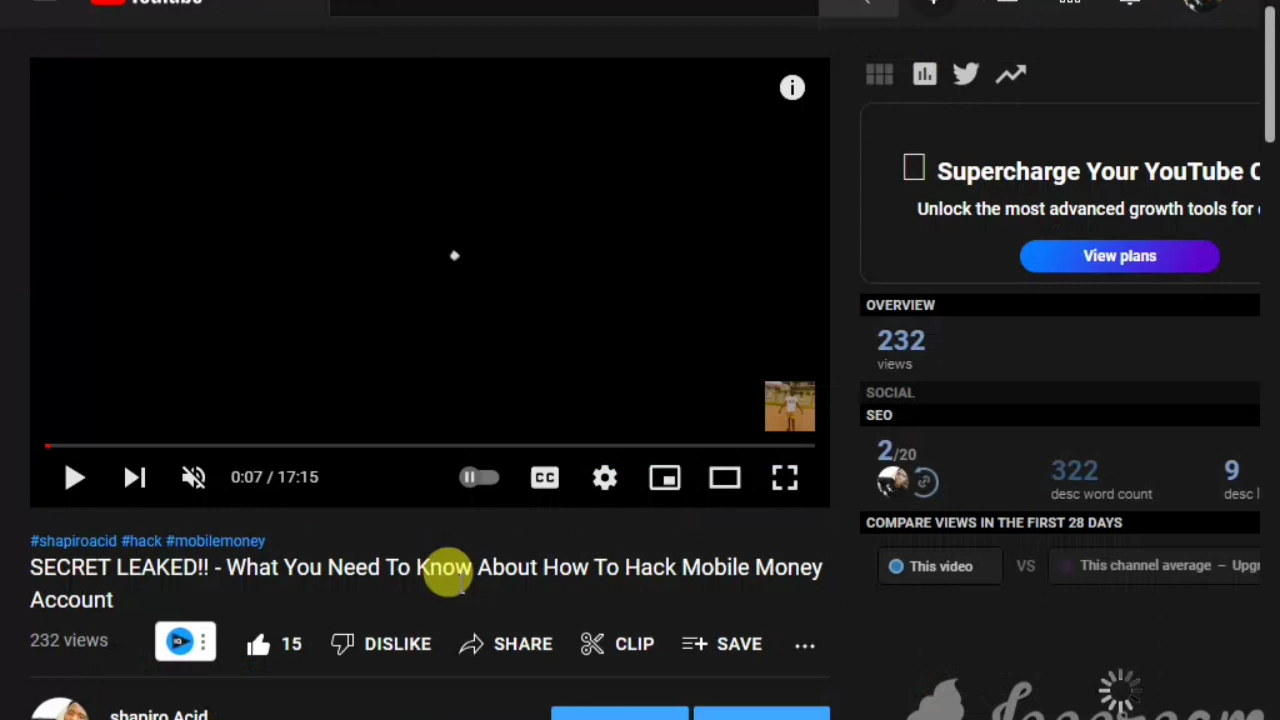 YouTube
Supercharge Your YouTube C
Unlock the most advanced growth tools for
View plans
OVERVIEW
232
views
SOCIAL
SEO
2/20
322
desc word count
9
desc l
COMPARE VIEWS IN THE FIRST 28 DAYS
This video
VS
This channel average – Upg
0:07 / 17:15
CC
#shapiroacid #hack #mobilemoney
SECRET LEAKED!! - What You Need To Know About How To Hack Mobile Money
Account
232 views
15
DISLIKE
SHARE
CLIP
SAVE
shapiro Acid